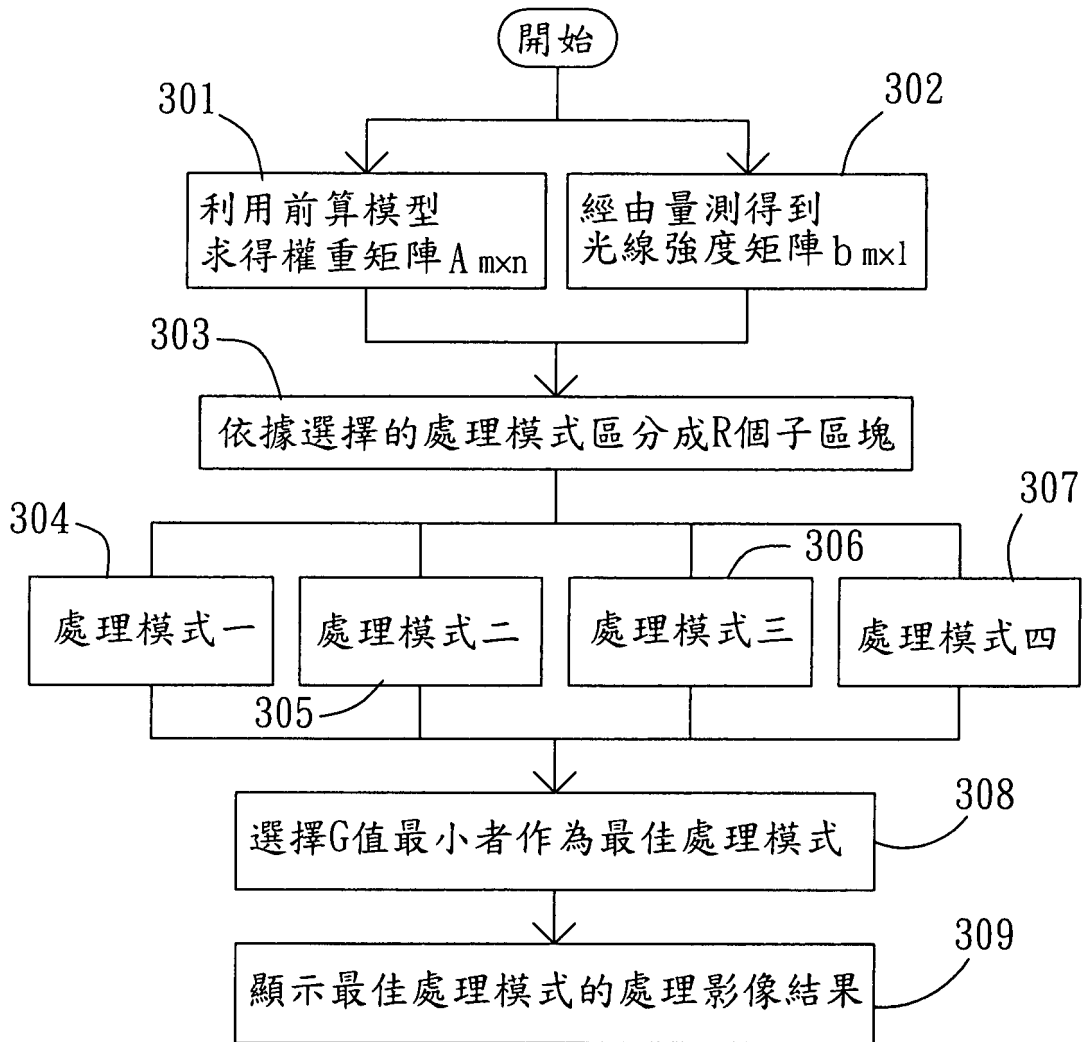 開始
301
302
利用前算模型
求得權重矩陣A m×n
經由量測得到
光線強度矩陣b m×1
303
依據選擇的處理模式區分成R個子區塊
304
305
306
307
處理模式一
處理模式二
處理模式三
處理模式四
308
選擇G值最小者作為最佳處理模式
309
顯示最佳處理模式的處理影像結果